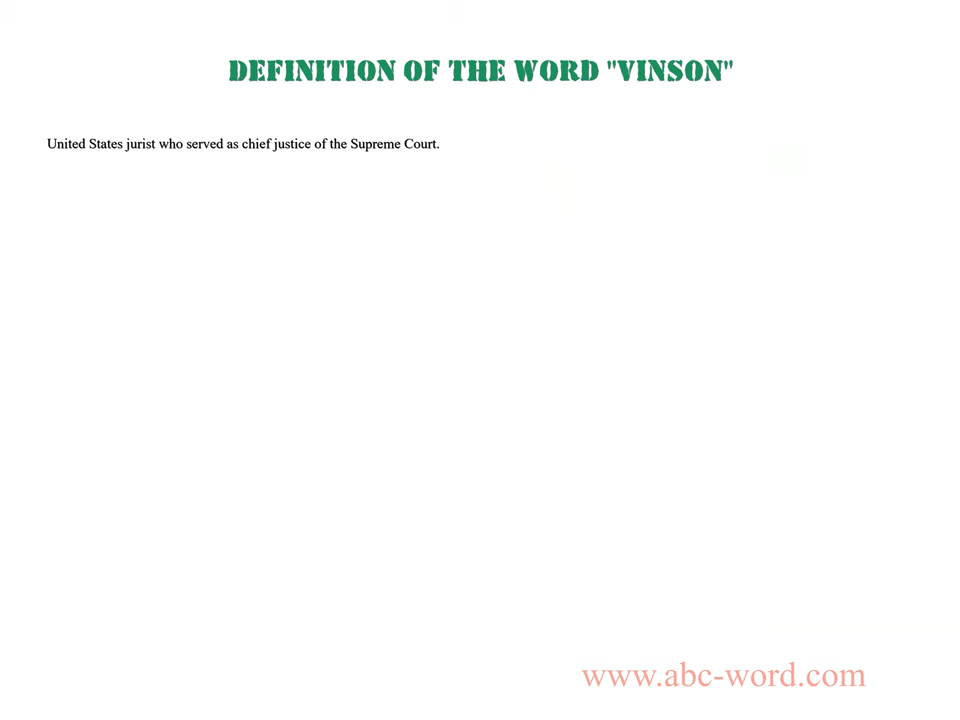 DEFINITION OF THE WORD "VINSON"
United States jurist who served as chief justice of the Supreme Court.
www.abc-word.com